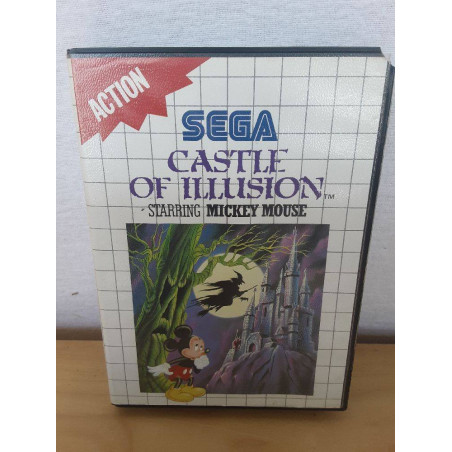 ACTION
SEGA
CASTLE
OF ILLUSION™
STARRING MICKEY MOUSE